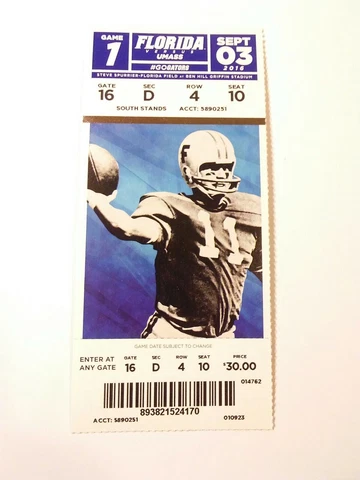 GAME FLORIDA SEPT
1 VERSUS 03
UMASS 2016
#GOGATORS
STEVE SPURRIER-FLORIDA FIELD AT BEN HILL GRIFFIN STADIUM
GATE SEC ROW SEAT
16 D 4 10
SOUTH STANDS ACCT: 5890251
F
11
GAME DATE SUBJECT TO CHANGE
ENTER AT ANY GATE
GATE SEC ROW SEAT PRICE
16 D 4 10 $30.00
014762
893821524170
ACCT: 5890251 010923